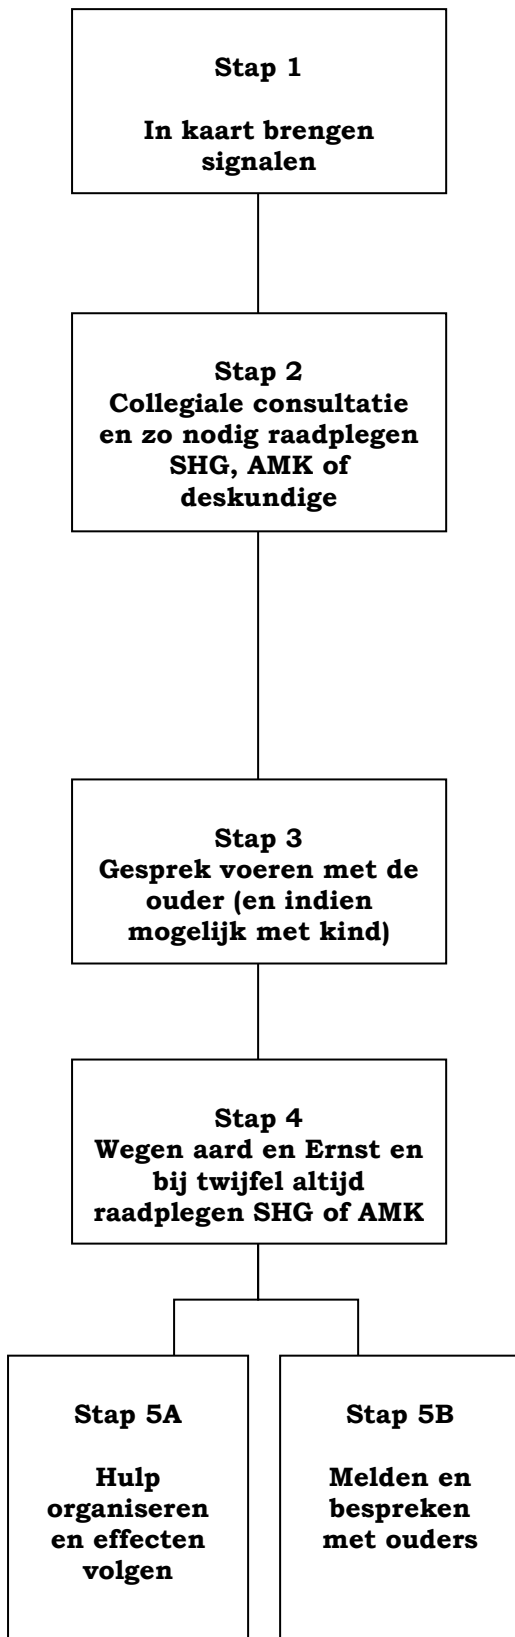 Stap 1
In kaart brengen
signalen
Stap 2
Collegiale consultatie
en zo nodig raadplegen
SHG, AMK of
deskundige
Stap 3
Gesprek voeren met de
ouder (en indien
mogelijk met kind)
Stap 4
Wegen aard en Ernst en
bij twijfel altijd
raadplegen SHG of AMK
Stap 5A
Hulp
organiseren
en effecten
volgen
Stap 5B
Melden en
bespreken
met ouders